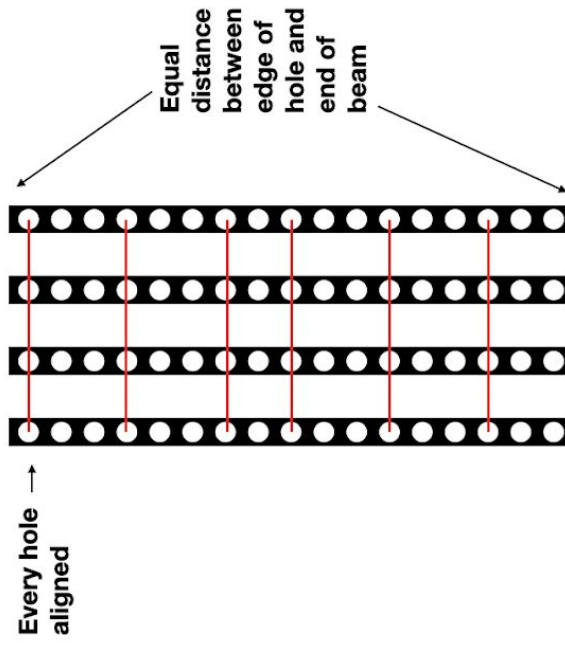 Equal
distance
between
edge of
hole and
end of
beam
Every hole
aligned